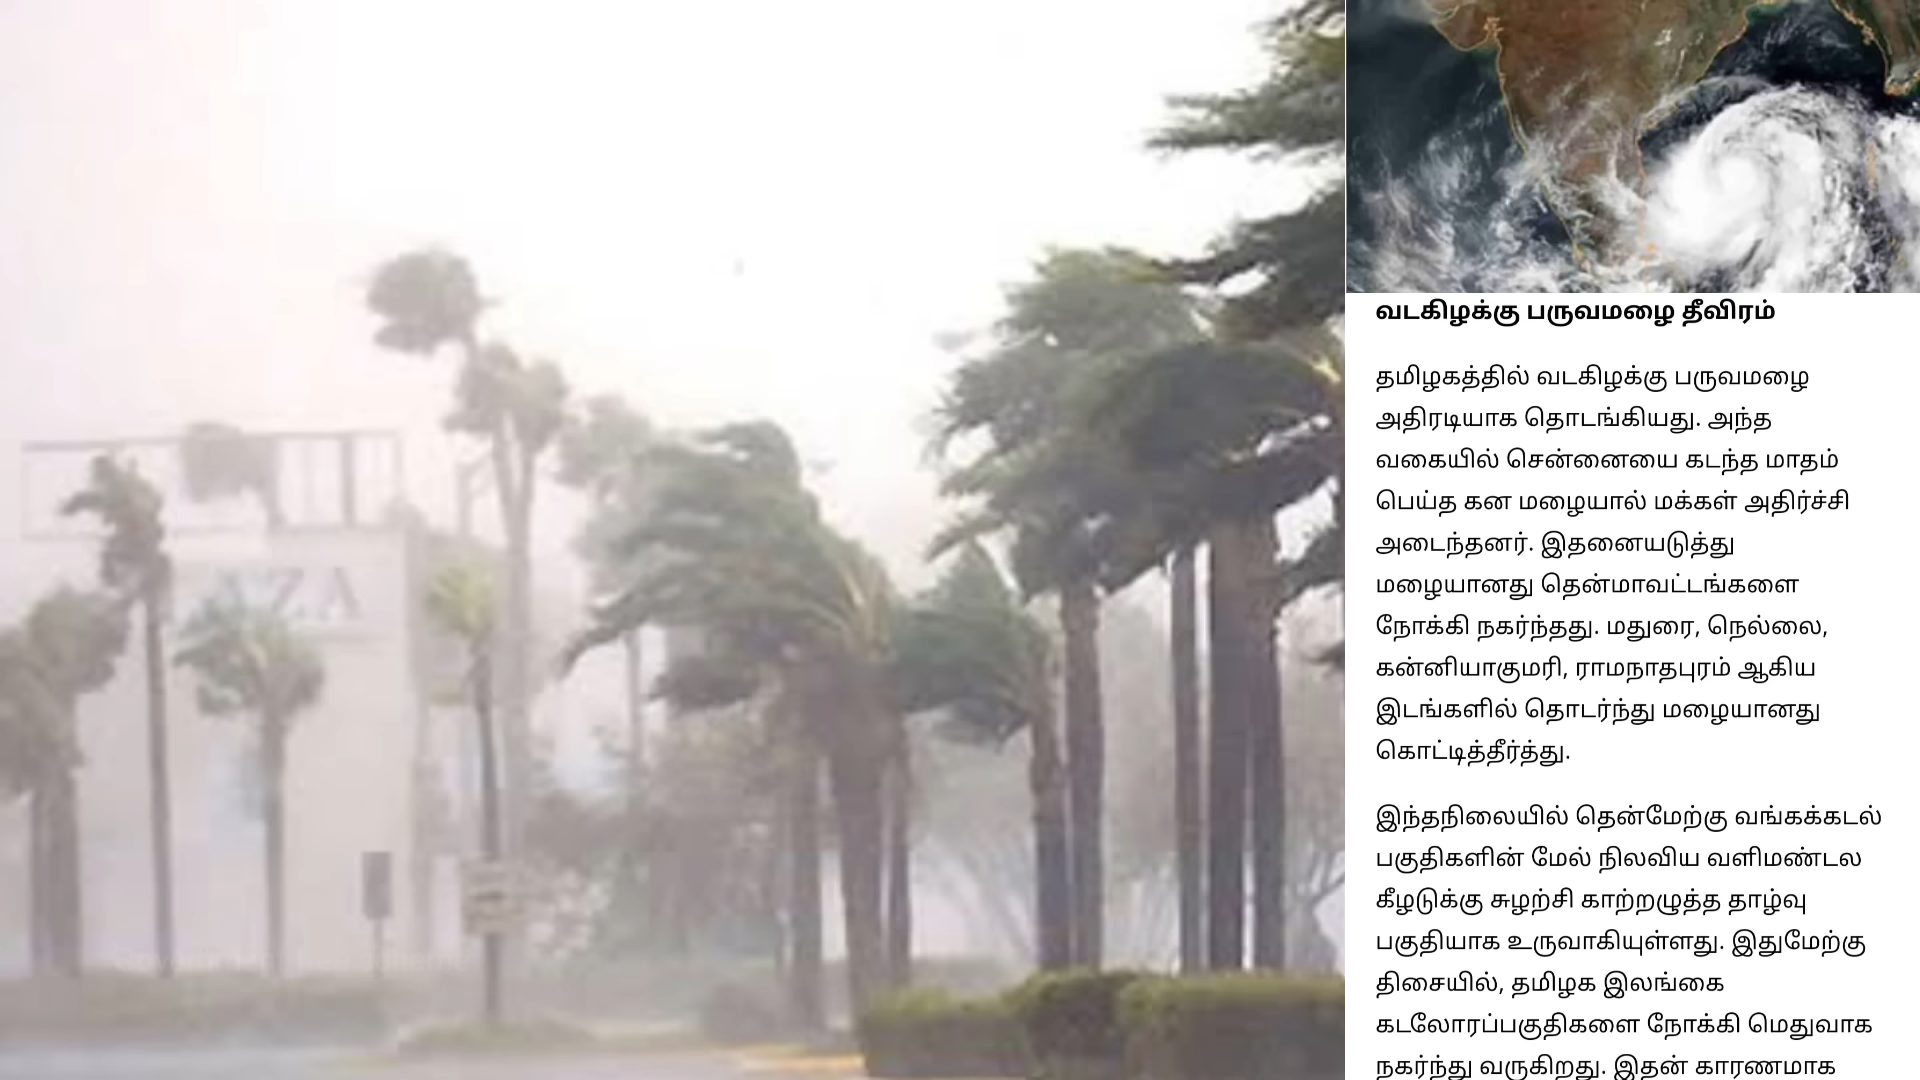 வடகிழக்கு பருவமழை தீவிரம்
தமிழகத்தில் வடகிழக்கு பருவமழை
அதிரடியாக தொடங்கியது. அந்த
வகையில் சென்னையை கடந்த மாதம்
பெய்த கன மழையால் மக்கள் அதிர்ச்சி
அடைந்தனர். இதனையடுத்து
மழையானது தென்மாவட்டங்களை
நோக்கி நகர்ந்தது. மதுரை, நெல்லை,
கன்னியாகுமரி, ராமநாதபுரம் ஆகிய
இடங்களில் தொடர்ந்து மழையானது
கொட்டித்தீர்த்து.
இந்தநிலையில் தென்மேற்கு வங்கக்கடல்
பகுதிகளின் மேல் நிலவிய வளிமண்டல
கீழடுக்கு சுழற்சி காற்றழுத்த தாழ்வு
பகுதியாக உருவாகியுள்ளது. இதுமேற்கு
திசையில், தமிழக இலங்கை
கடலோரப்பகுதிகளை நோக்கி மெதுவாக
நகர்ந்து வருகிறது. இதன் காரணமாக